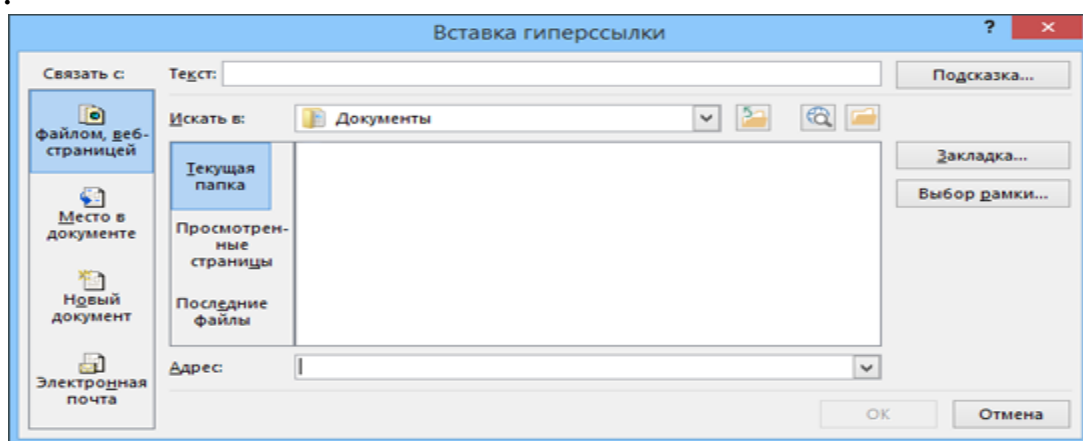 Вставка гиперссылки
?
Связать с:
Текст:
Подсказка...
файлом, веб-
страницей
Искать в:
Документы
Текущая
папка
Закладка...
Выбор рамки...
Место в
документе
Просмотрен-
ные
страницы
Новый
документ
Последние
файлы
Электронная
почта
Адрес:
ОК
Отмена